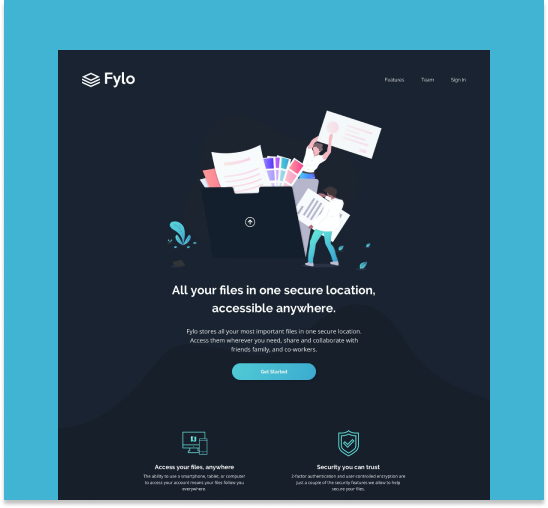 Fylo
Features Team Sign In
All your files in one secure location,
accessible anywhere.
Fylo stores all your most important files in one secure location.
Access them wherever you need, share and collaborate with
friends family, and co-workers.
Get Started
Access your files, anywhere
The ability to use a smartphone, tablet, or computer
to access your account means your files follow you
everywhere.
Security you can trust
2-factor authentication and user-controlled encryption are
just a couple of the security features we allow to help
secure your files.